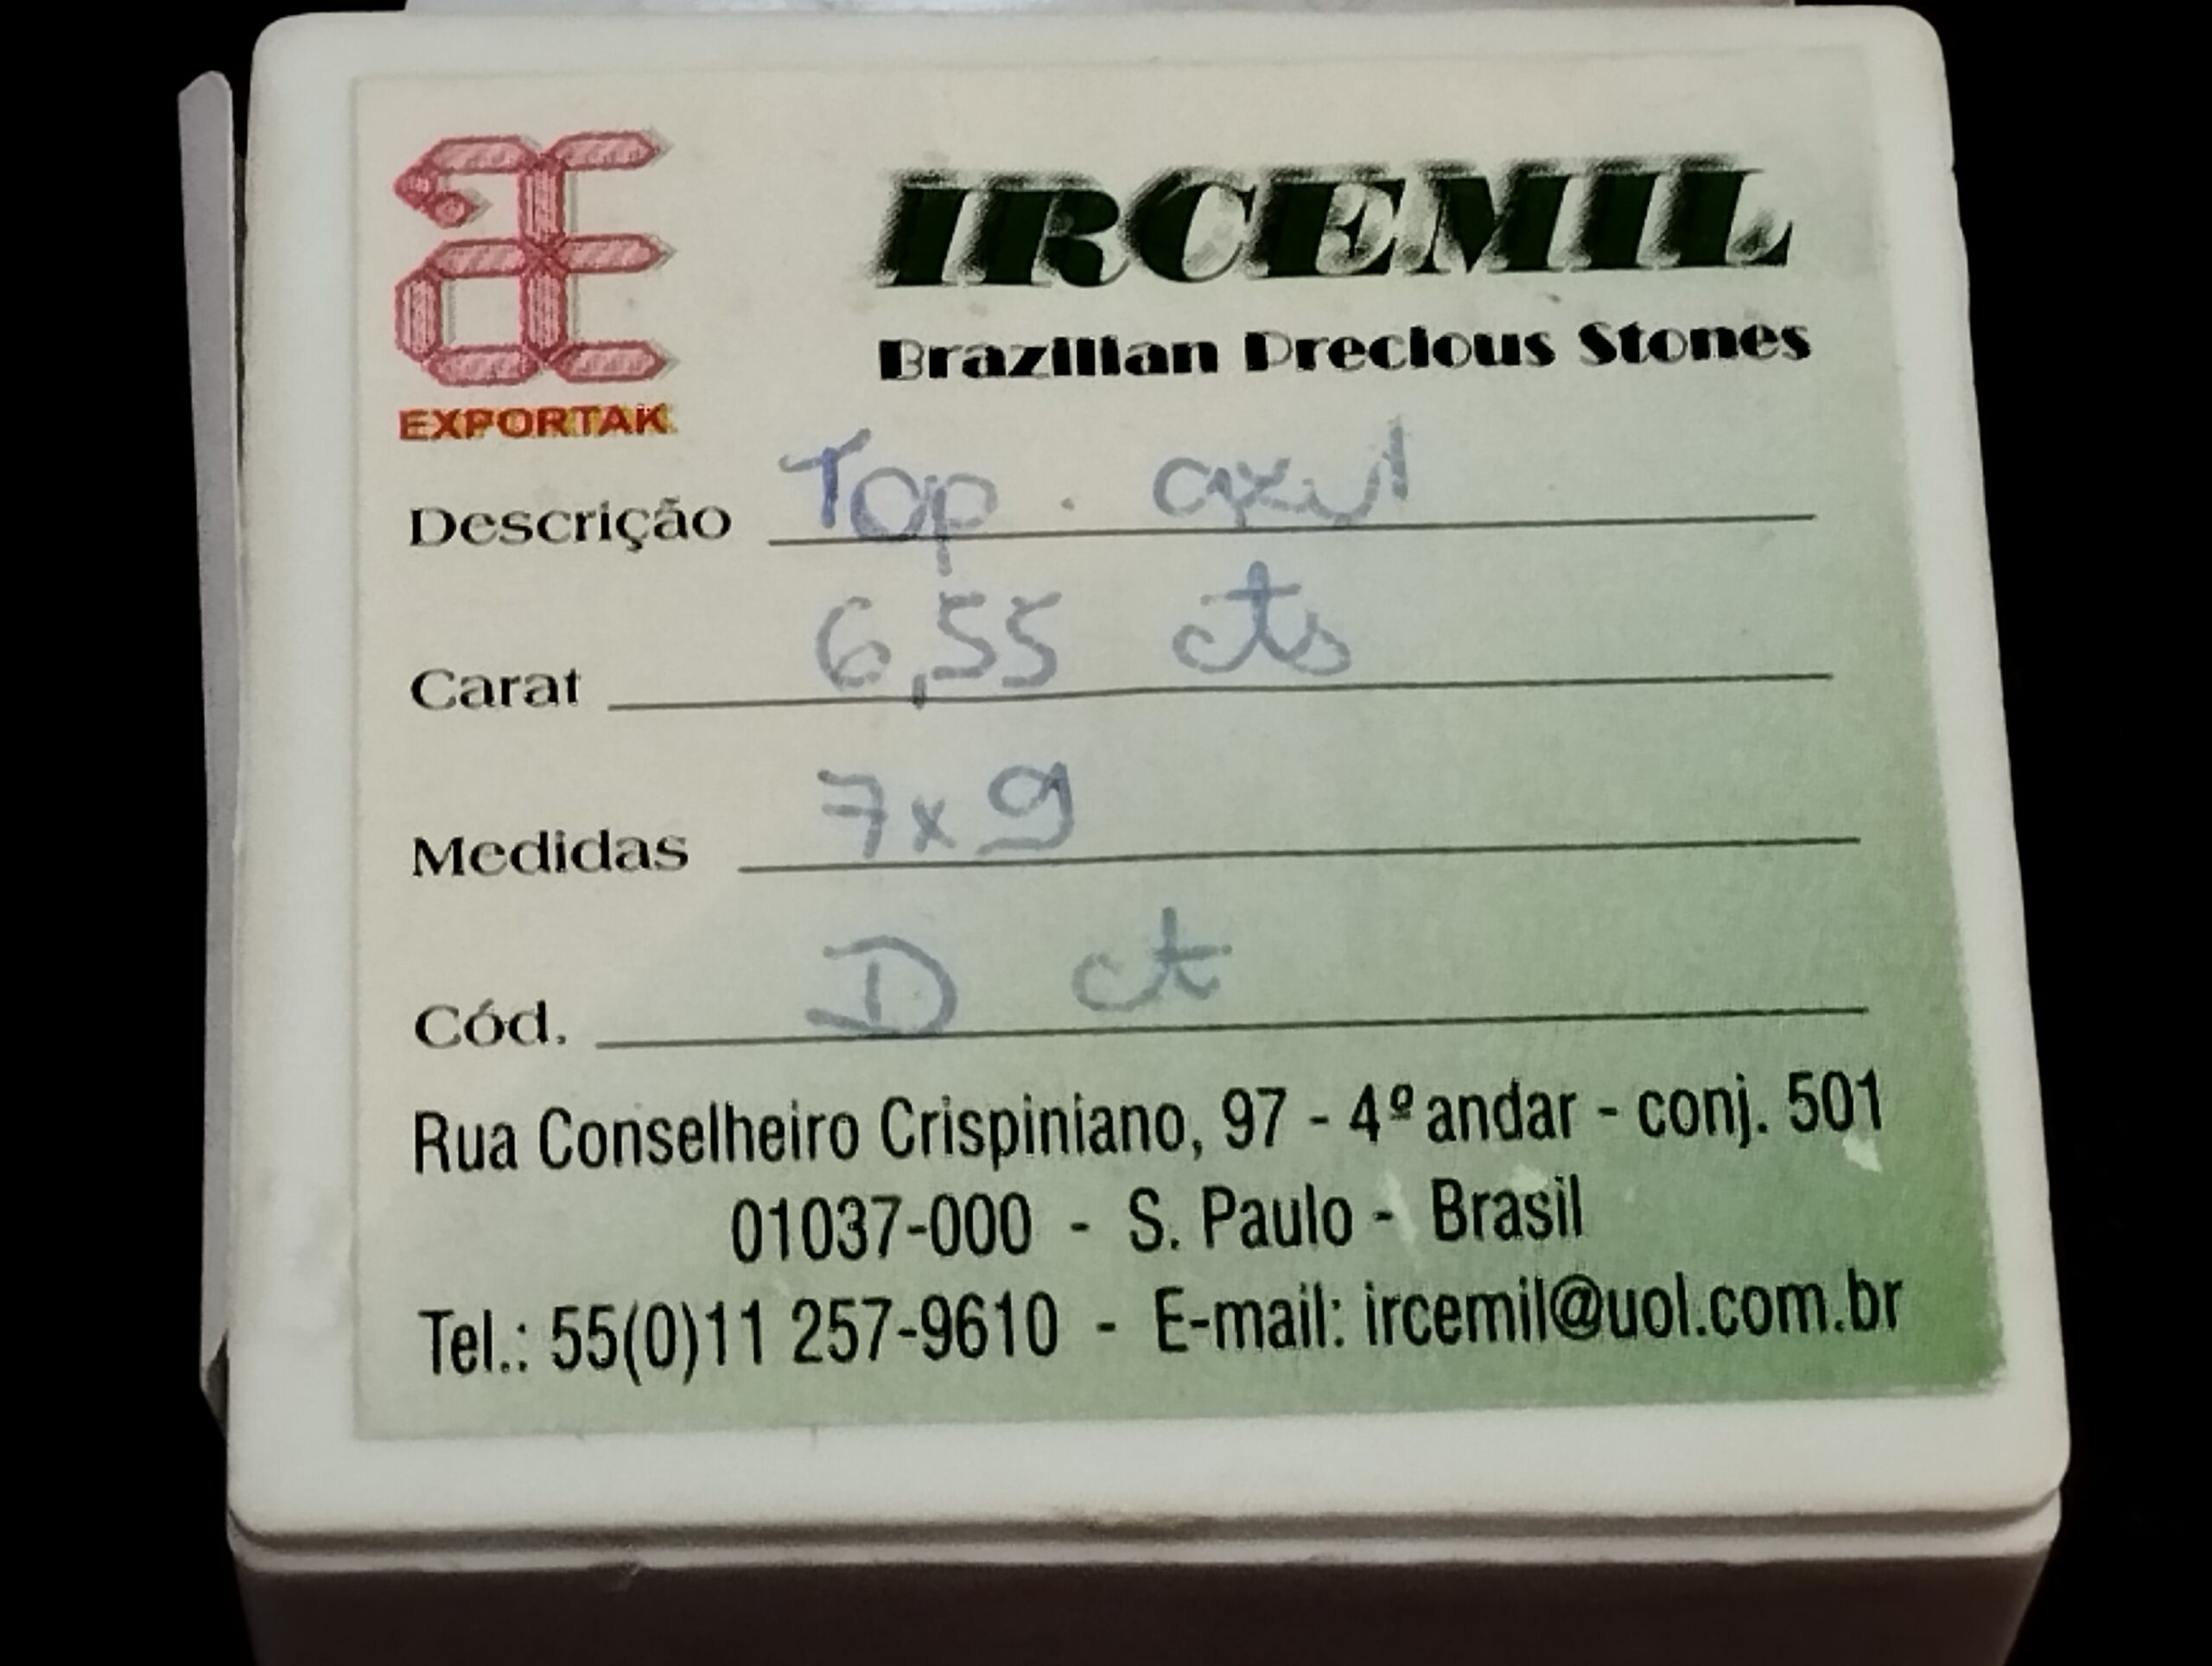 IRCEMIL
Brazilian Precious Stones
EXPORTAK
Descrição Top. azul
Carat 6,55 cts
Medidas 7x9
Cód. D ct
Rua Conselheiro Crispiniano, 97 - 4º andar - conj. 501
01037-000 - S. Paulo - Brasil
Tel.: 55(0)11 257-9610 - E-mail: ircemil@uol.com.br